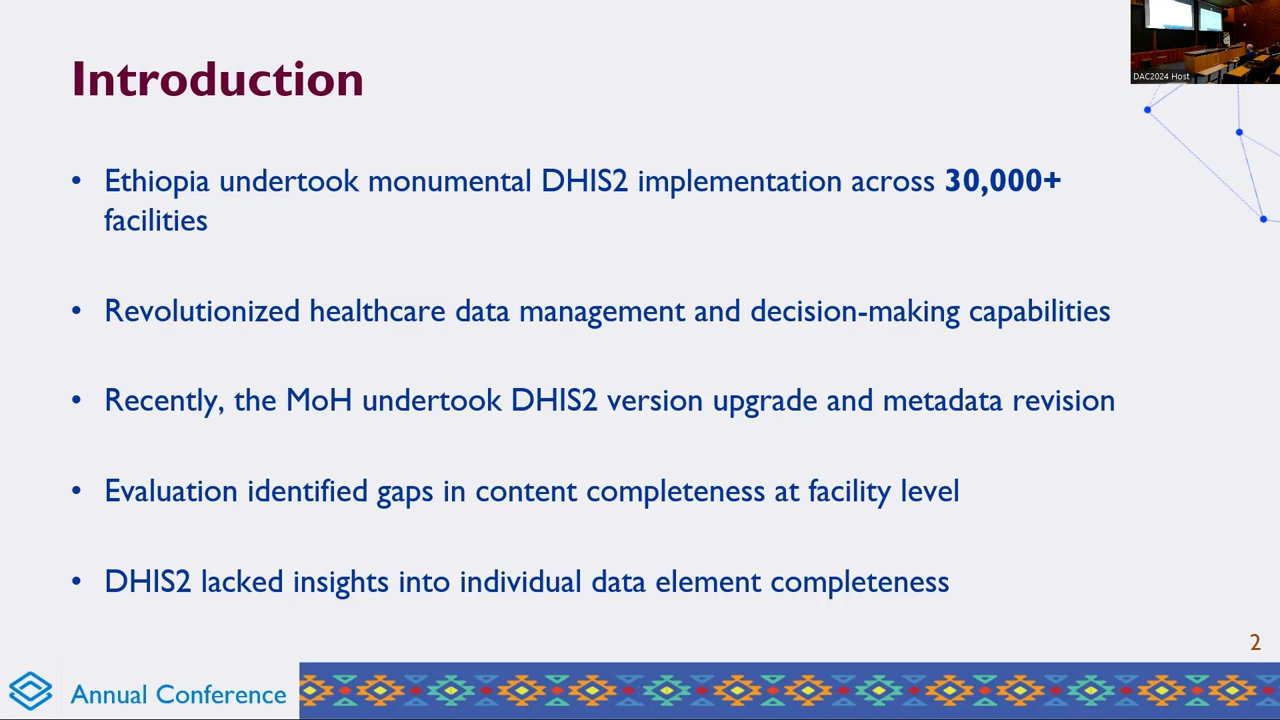 Introduction
DAC2024 Host
• Ethiopia undertook monumental DHIS2 implementation across 30,000+
facilities
• Revolutionized healthcare data management and decision-making capabilities
• Recently, the MoH undertook DHIS2 version upgrade and metadata revision
• Evaluation identified gaps in content completeness at facility level
• DHIS2 lacked insights into individual data element completeness
2
Annual Conference